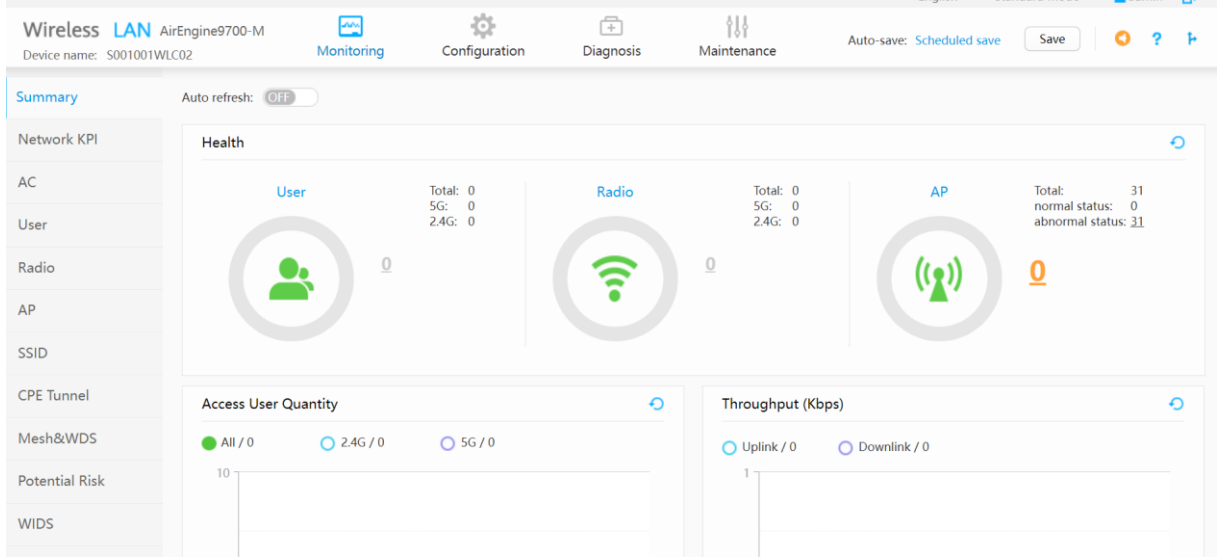 Wireless LAN AirEngine9700-M
Device name: S001001WLC02
Monitoring
Configuration
Diagnosis
Maintenance
Auto-save: Scheduled save
Save
?
Summary
Network KPI
AC
User
Radio
AP
SSID
CPE Tunnel
Mesh&WDS
Potential Risk
WIDS
Auto refresh: OFF
Health
User
Total: 0
5G: 0
2.4G: 0
0
Radio
Total: 0
5G: 0
2.4G: 0
0
AP
Total: 31
normal status: 0
abnormal status: 31
0
Access User Quantity
All / 0 2.4G / 0 5G / 0
10
Throughput (Kbps)
Uplink / 0 Downlink / 0
1